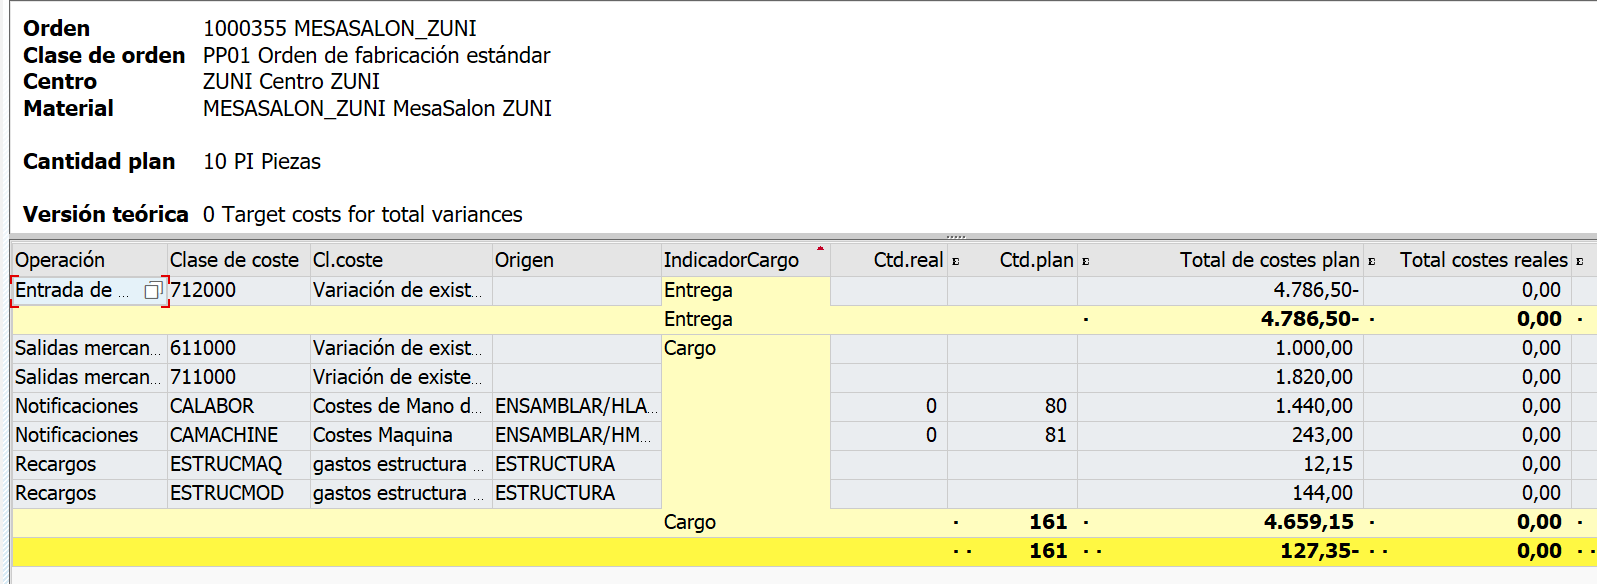 Orden 1000355 MESASALON_ZUNI
Clase de orden PP01 Orden de fabricación estándar
Centro ZUNI Centro ZUNI
Material MESASALON_ZUNI MesaSalon ZUNI
Cantidad plan 10 PI Piezas
Versión teórica 0 Target costs for total variances
Operación Clase de coste Cl.coste Origen IndicadorCargo Ctd.real Ctd.plan Total de costes plan Total costes reales
Entrada de ... 712000 Variación de exist... Entrega 4.786,50- 0,00
Entrega 4.786,50- 0,00
Salidas mercan... 611000 Variación de exist... Cargo 1.000,00 0,00
Salidas mercan... 711000 Vriación de existe... 1.820,00 0,00
Notificaciones CALABOR Costes de Mano d... ENSAMBLAR/HLA... 0 80 1.440,00 0,00
Notificaciones CAMACHINE Costes Maquina ENSAMBLAR/HM... 0 81 243,00 0,00
Recargos ESTRUCMAQ gastos estructura ... ESTRUCTURA 12,15 0,00
Recargos ESTRUCMOD gastos estructura ... ESTRUCTURA 144,00 0,00
Cargo 161 4.659,15 0,00
161 127,35- 0,00